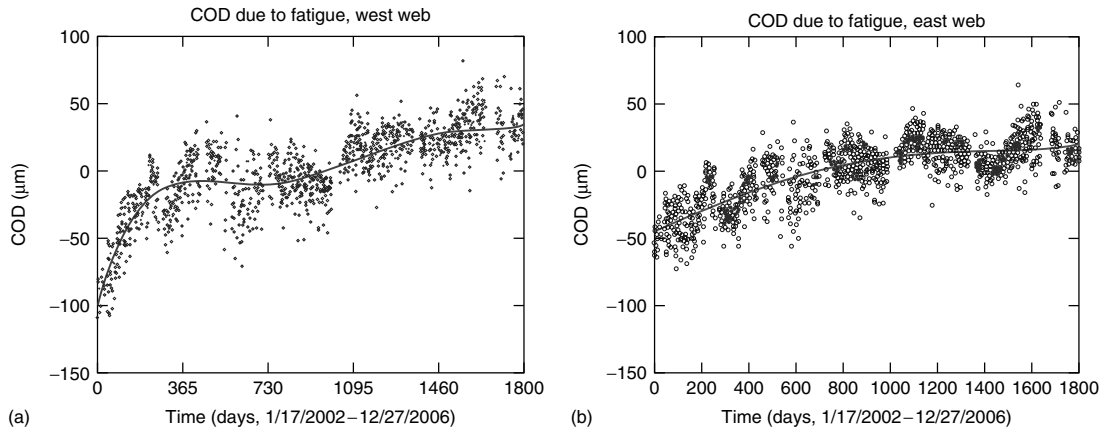 COD due to fatigue, west web
100
50
0
−50
−100
−150
COD (μm)
0 365 730 1095 1460 1800
Time (days, 1/17/2002–12/27/2006)
(a)
COD due to fatigue, east web
100
50
0
−50
−100
−150
COD (μm)
0 200 400 600 800 1000 1200 1400 1600 1800
Time (days, 1/17/2002–12/27/2006)
(b)